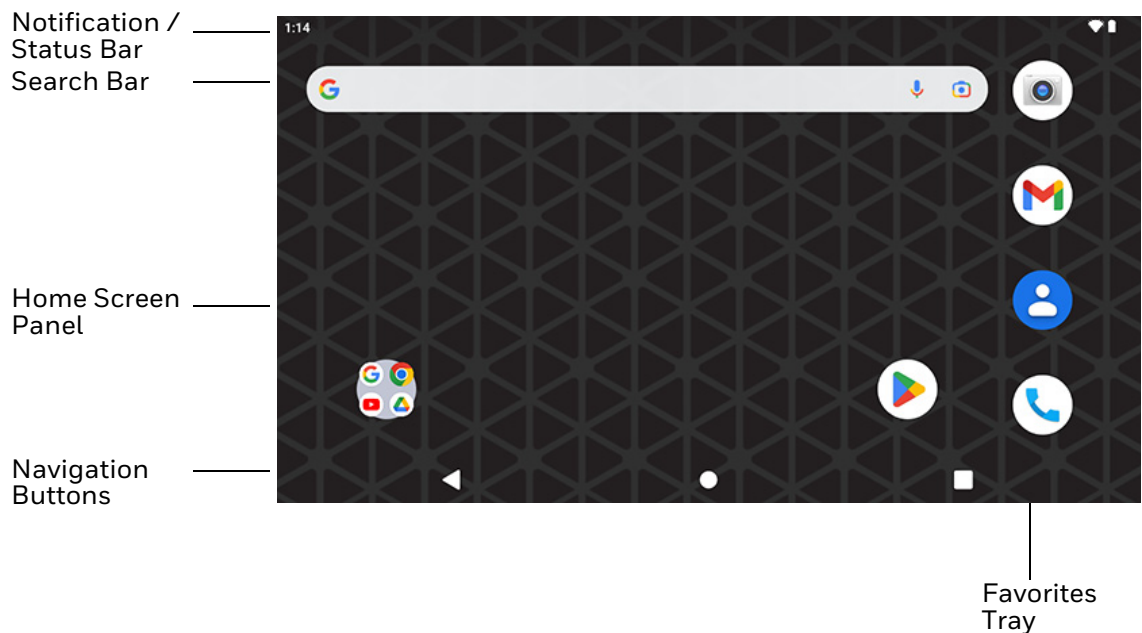 Notification /
Status Bar
Search Bar
1:14
Home Screen
Panel
Navigation
Buttons
Favorites
Tray